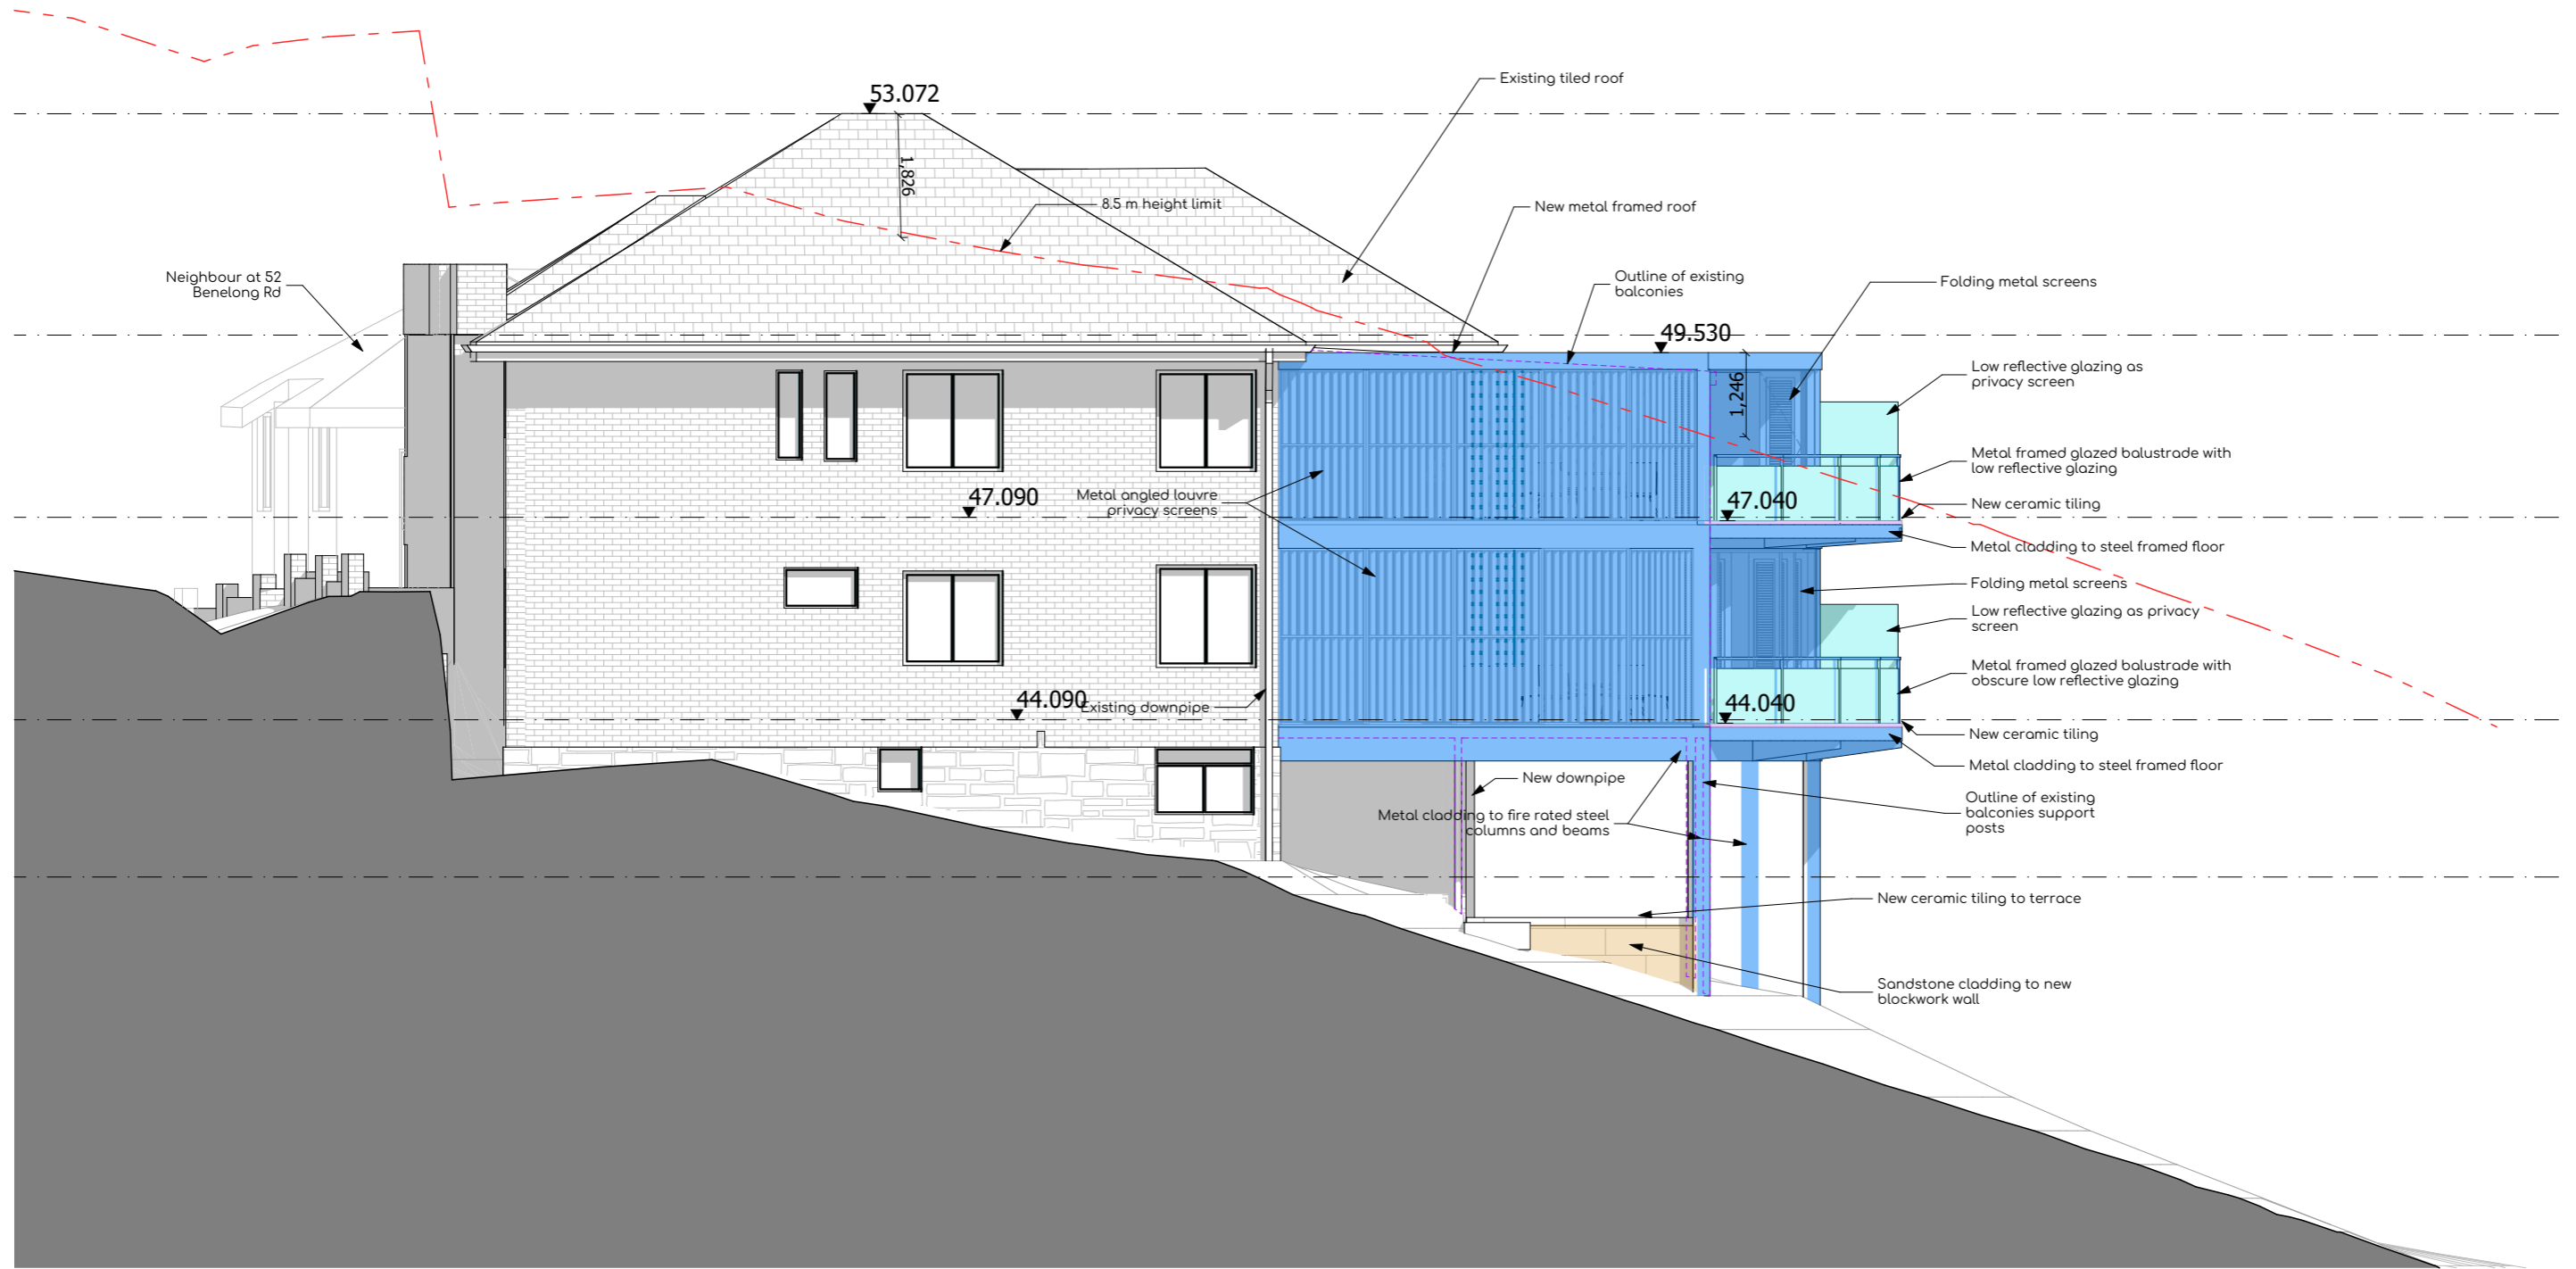 53.072
Existing tiled roof
1,826
8.5 m height limit
New metal framed roof
Neighbour at 52
Benelong Rd
Outline of existing
balconies
Folding metal screens
49.530
1,246
Low reflective glazing as
privacy screen
Metal framed glazed balustrade with
low reflective glazing
47.090
Metal angled louvre
privacy screens
47.040
New ceramic tiling
Metal cladding to steel framed floor
Folding metal screens
Low reflective glazing as privacy
screen
Metal framed glazed balustrade with
obscure low reflective glazing
44.090
Existing downpipe
44.040
New ceramic tiling
Metal cladding to steel framed floor
New downpipe
Metal cladding to fire rated steel
columns and beams
Outline of existing
balconies support
posts
New ceramic tiling to terrace
Sandstone cladding to new
blockwork wall